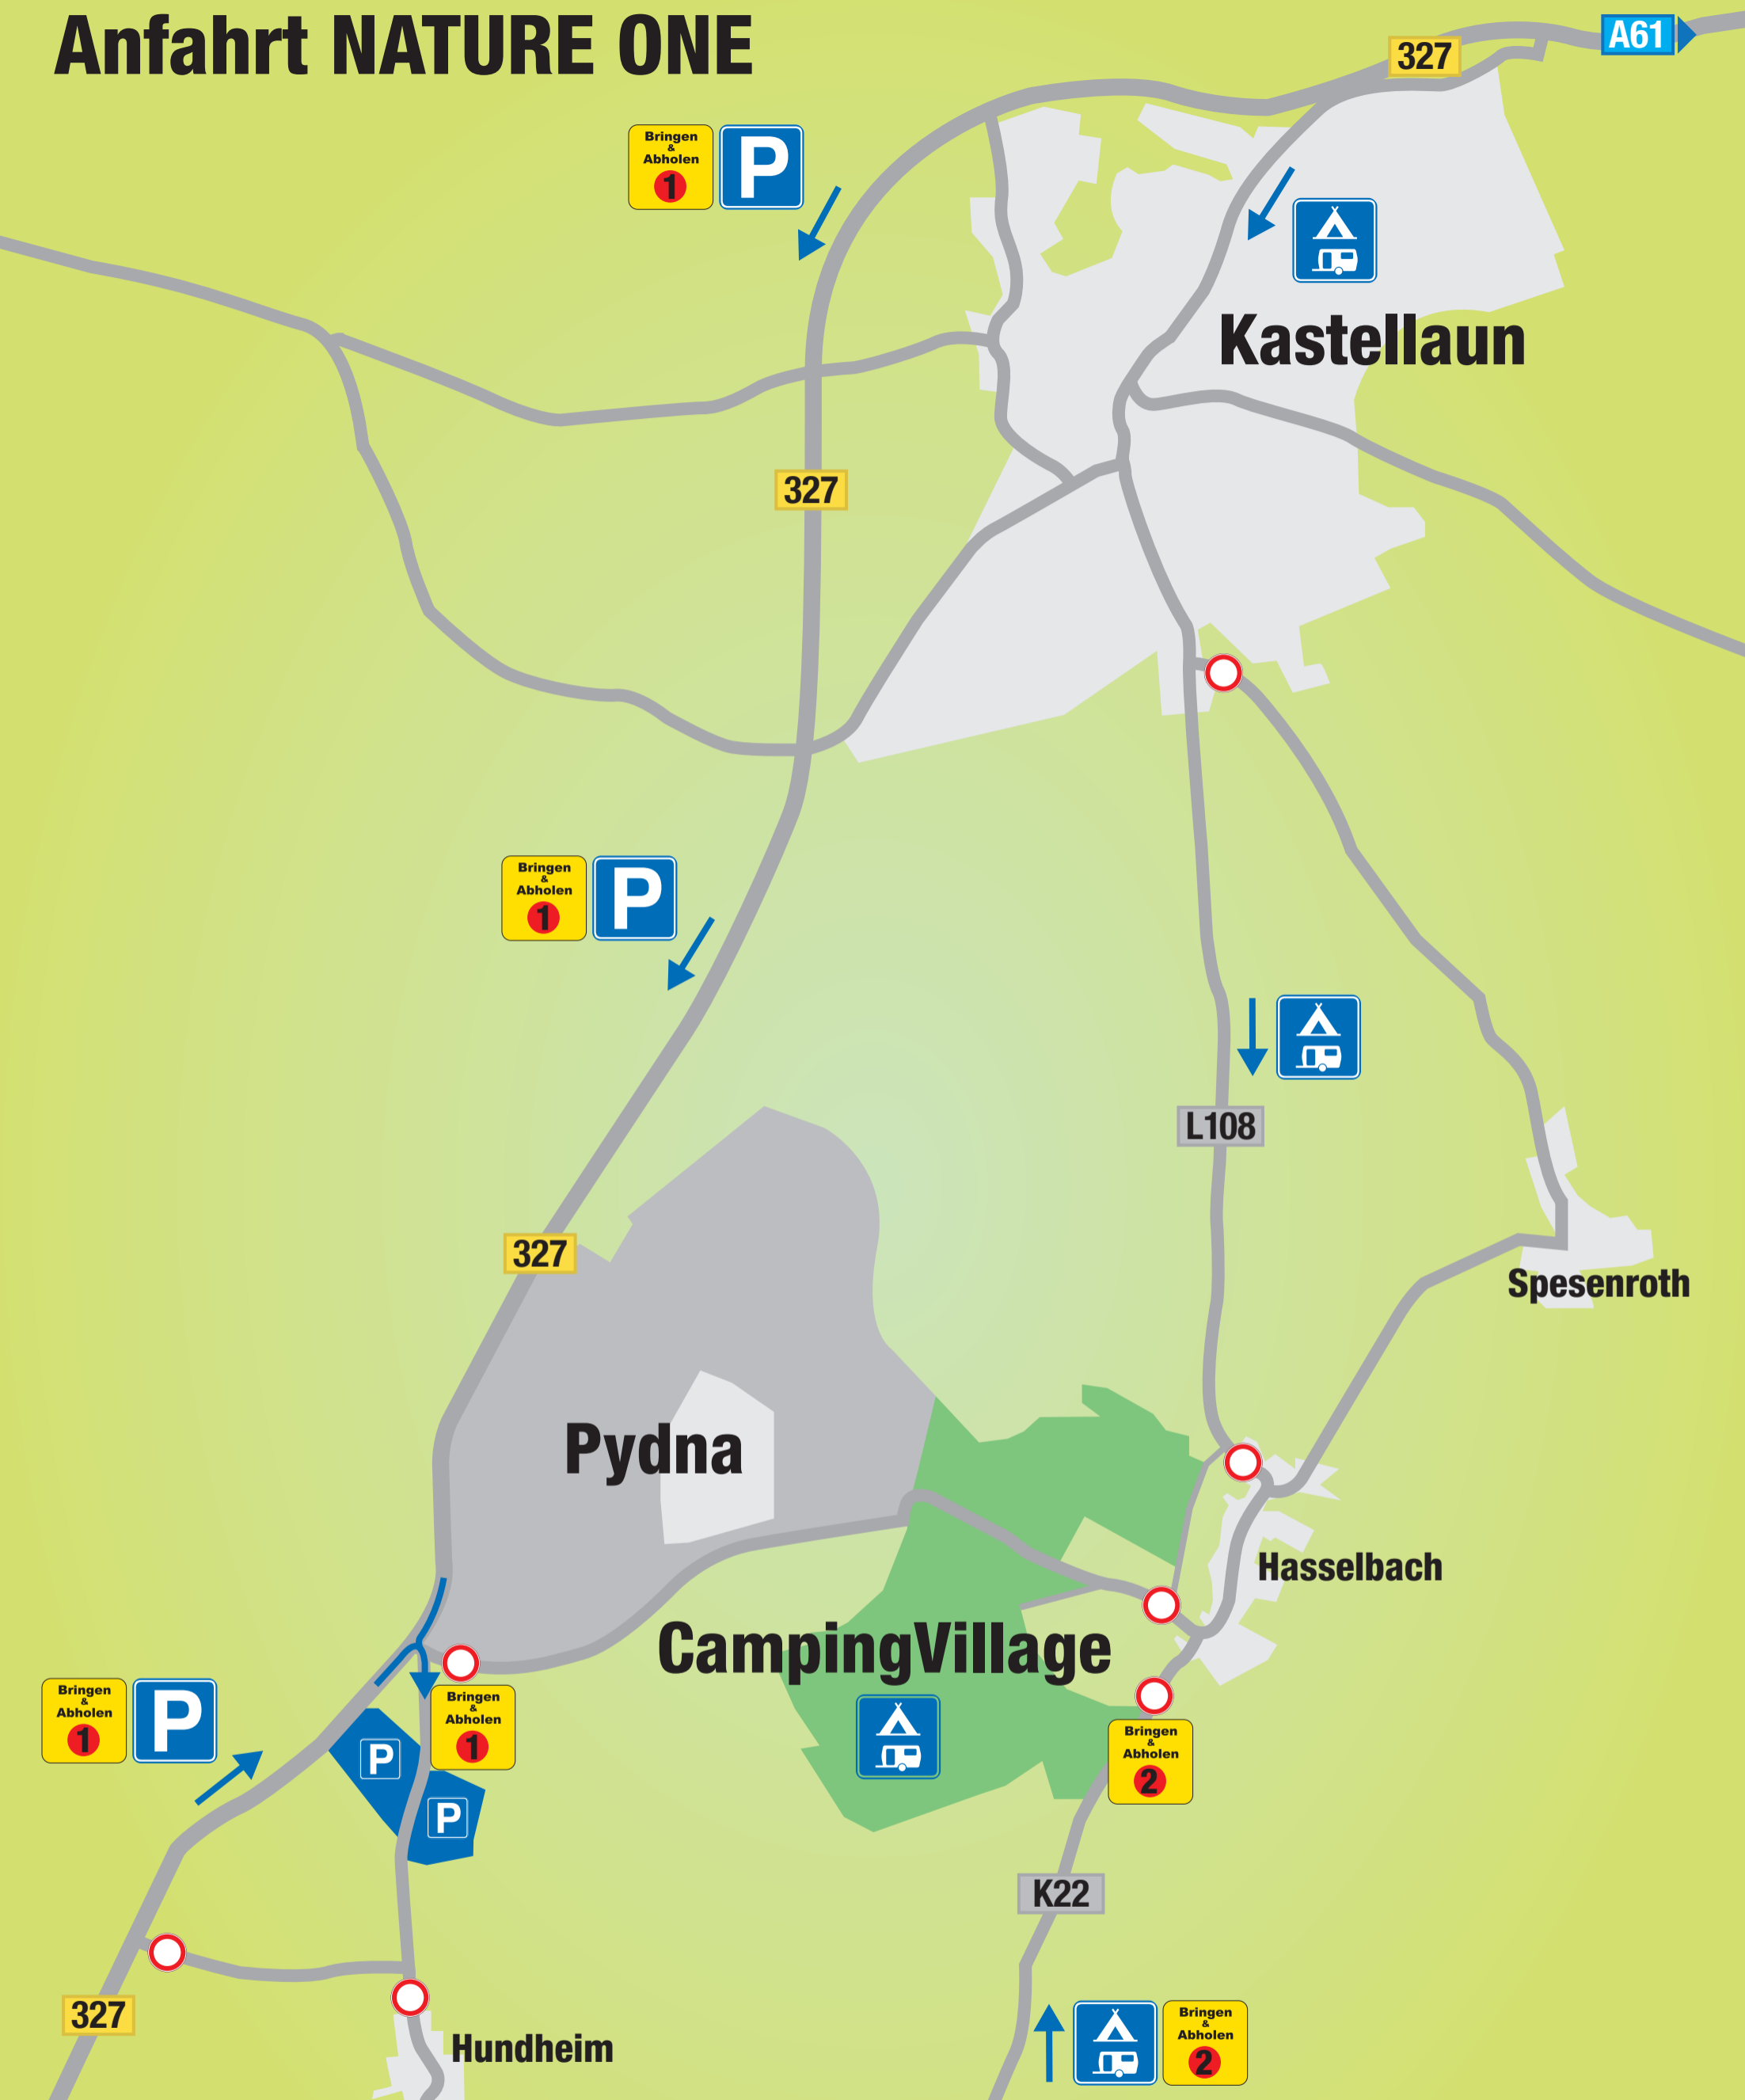 Anfahrt NATURE ONE
A61
327
Bringen
&
Abholen
1
P
Kastellaun
327
Bringen
&
Abholen
1
P
L108
327
Spesenroth
Pydna
Hasselbach
CampingVillage
Bringen
&
Abholen
1
P
Bringen
&
Abholen
1
P
P
Bringen
&
Abholen
2
K22
327
Hundheim
Bringen
&
Abholen
2